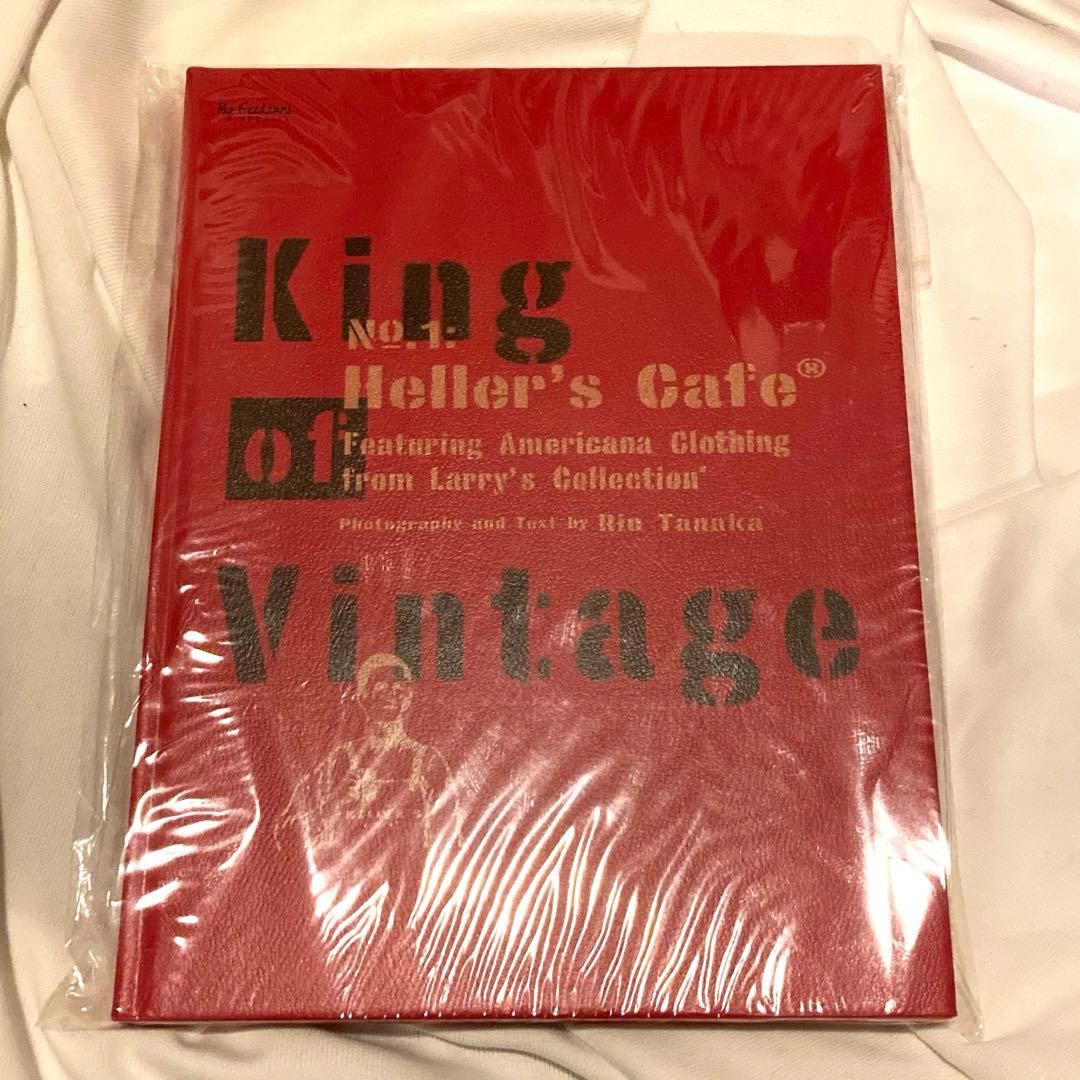 My Freedamn!
King
No. 1:
Heller's Cafe®
of
Featuring Americana Clothing
from Larry's Collection"
Photography and Text by Rin Tanaka
Vintage